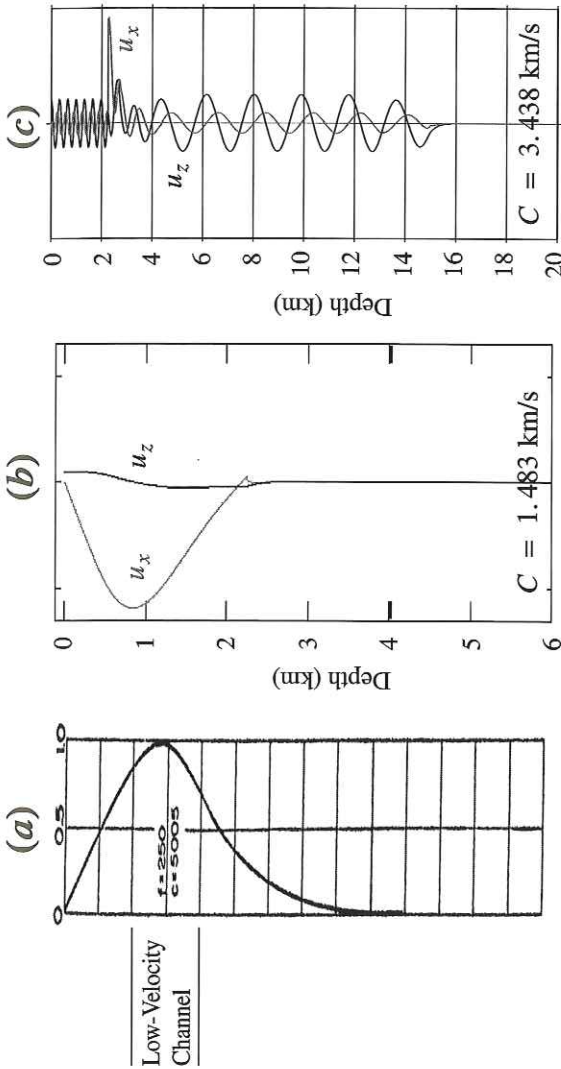 (a)
0
0.5
1.0
f=250
c=5005
Low-Velocity
Channel
(b)
0
1
2
3
4
5
6
Depth (km)
u_x
u_z
C = 1.483 km/s
(c)
0
2
4
6
8
10
12
14
16
18
20
Depth (km)
u_x
u_z
C = 3.438 km/s